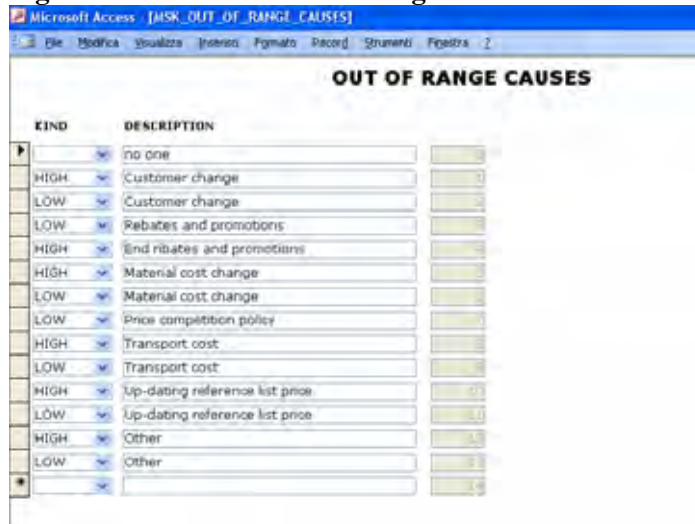 Microsoft Access - [MSK_OUT_OF_RANGE_CAUSES]
File Modifica Visualizza Inserisci Formato Record Strumenti Finestra ?
OUT OF RANGE CAUSES
KIND DESCRIPTION
no one
HIGH Customer change
LOW Customer change
LOW Rebates and promotions
HIGH End ribates and promotions
HIGH Material cost change
LOW Material cost change
LOW Price competition policy
HIGH Transport cost
LOW Transport cost
HIGH Up-dating reference list price
LOW Up-dating reference list price
HIGH Other
LOW Other